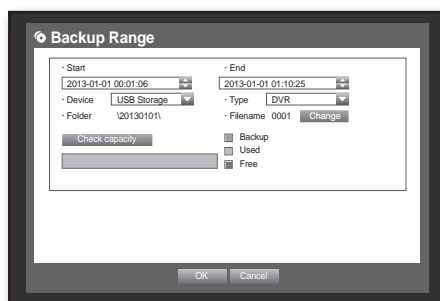 Backup Range
· Start
· End
2013-01-01 00:01:06
2013-01-01 01:10:25
· Device USB Storage
· Type DVR
· Folder \20130101\
· Filename 0001 Change
Check capacity
Backup
Used
Free
OK Cancel